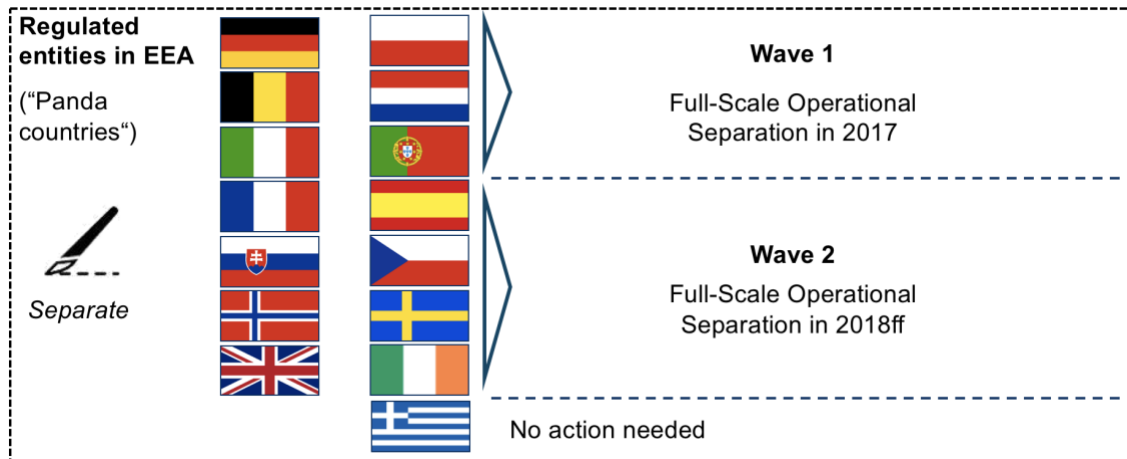 Regulated
entities in EEA
("Panda
countries“)
Separate
Wave 1
Full-Scale Operational
Separation in 2017
Wave 2
Full-Scale Operational
Separation in 2018ff
No action needed